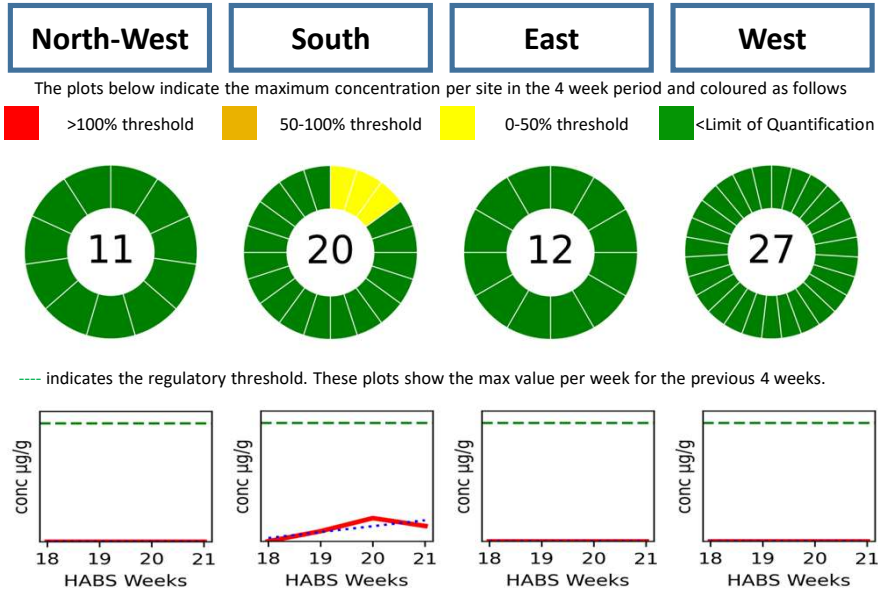 North-West South East West
The plots below indicate the maximum concentration per site in the 4 week period and coloured as follows
>100% threshold 50-100% threshold 0-50% threshold <Limit of Quantification
11 20 12 27
---- indicates the regulatory threshold. These plots show the max value per week for the previous 4 weeks.
conc µg/g conc µg/g conc µg/g conc µg/g
18 19 20 21 18 19 20 21 18 19 20 21 18 19 20 21
HABS Weeks HABS Weeks HABS Weeks HABS Weeks